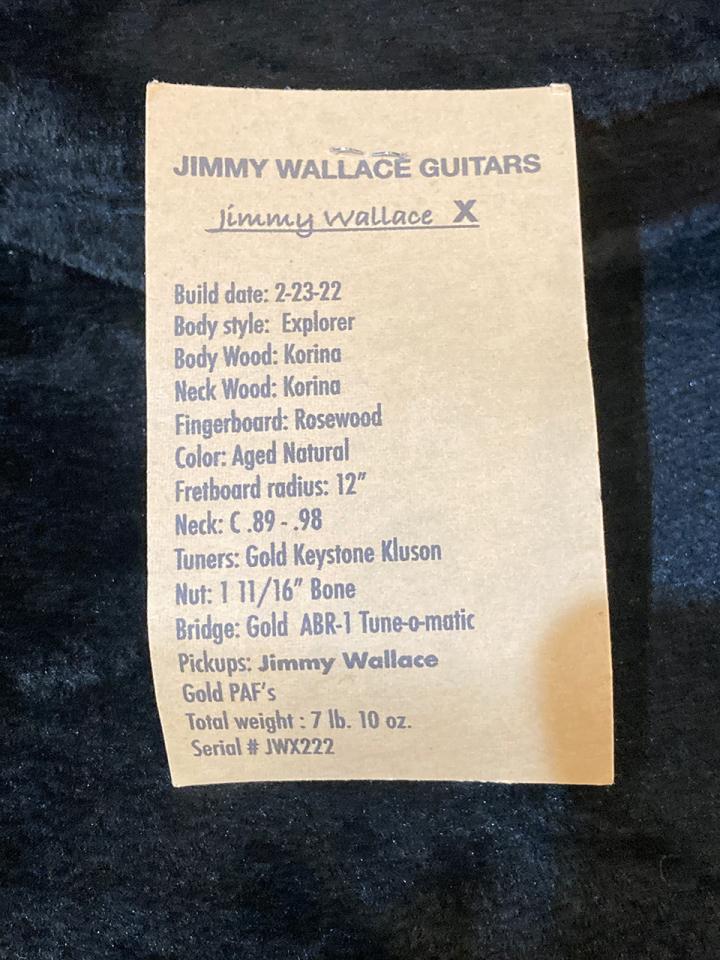 JIMMY WALLACE GUITARS
Jimmy Wallace X
Build date: 2-23-22
Body style: Explorer
Body Wood: Korina
Neck Wood: Korina
Fingerboard: Rosewood
Color: Aged Natural
Fretboard radius: 12"
Neck: C .89 - .98
Tuners: Gold Keystone Kluson
Nut: 1 11/16" Bone
Bridge: Gold ABR-1 Tune-o-matic
Pickups: Jimmy Wallace
Gold PAF's
Total weight : 7 lb. 10 oz.
Serial # JWX222